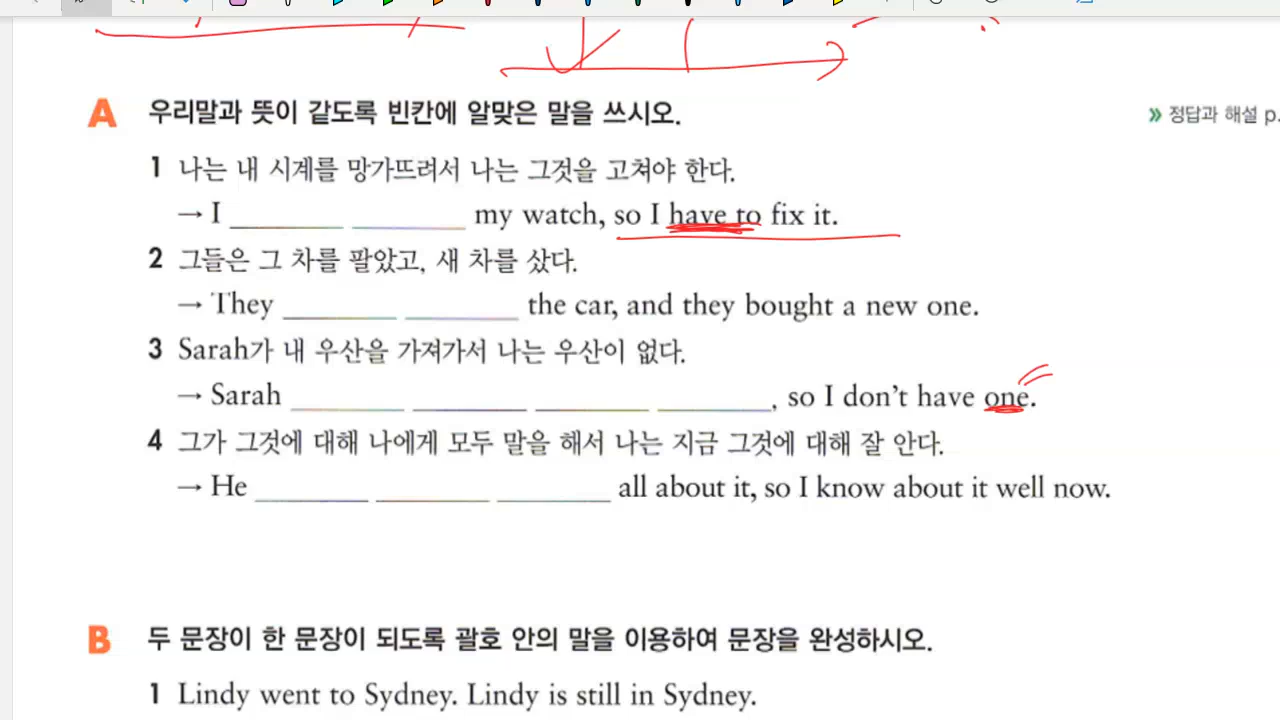 A 우리말과 뜻이 같도록 빈칸에 알맞은 말을 쓰시오.
» 정답과 해설 p.
1 나는 내 시계를 망가뜨려서 나는 그것을 고쳐야 한다.
→ I ________ ________ my watch, so I have to fix it.
2 그들은 그 차를 팔았고, 새 차를 샀다.
→ They ________ ________ the car, and they bought a new one.
3 Sarah가 내 우산을 가져가서 나는 우산이 없다.
→ Sarah ________ ________ ________ ________, so I don't have one.
4 그가 그것에 대해 나에게 모두 말을 해서 나는 지금 그것에 대해 잘 안다.
→ He ________ ________ ________ all about it, so I know about it well now.
B 두 문장이 한 문장이 되도록 괄호 안의 말을 이용하여 문장을 완성하시오.
1 Lindy went to Sydney. Lindy is still in Sydney.